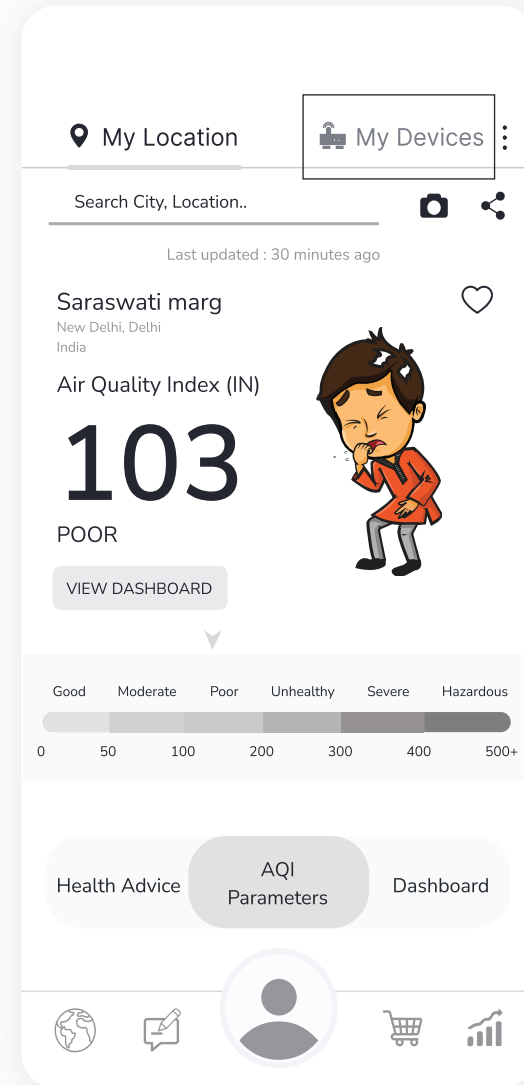 My Location
My Devices
Search City, Location..
Last updated : 30 minutes ago
Saraswati marg
New Delhi, Delhi
India
Air Quality Index (IN)
103
POOR
VIEW DASHBOARD
Good Moderate Poor Unhealthy Severe Hazardous
0 50 100 200 300 400 500+
Health Advice
AQI
Parameters
Dashboard